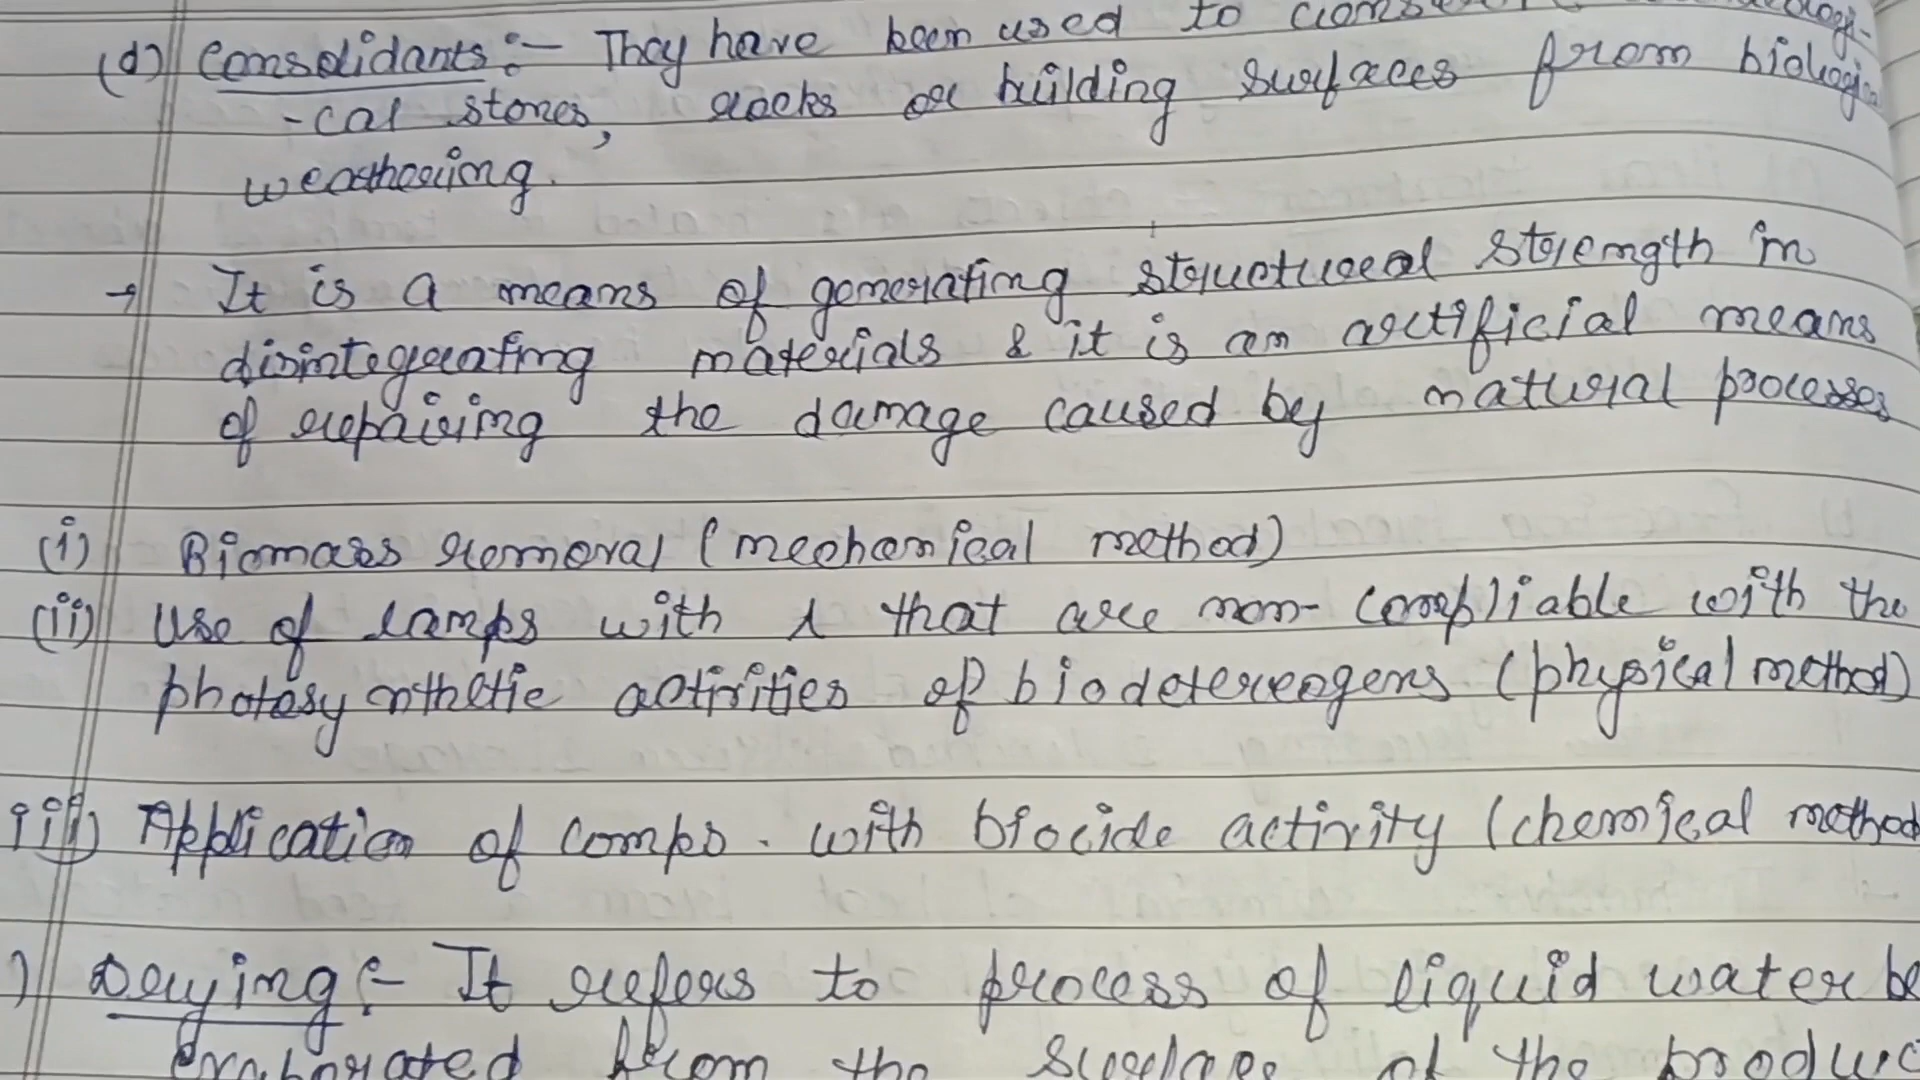 (d) Consolidants :- They have been used to
-cal stones, rocks or building surfaces from
weathering.
→ It is a means of generating structural strength in
disintegrating materials & it is an artificial means
of repairing the damage caused by natural processes
(i) Biomass removal (mechanical method)
(ii) Use of lamps with λ that are non-compliable with the
photosynthetic activities of biodetereogens (physical method)
iii) Application of comps. with biocide activity (chemical method
) Drying :- It refers to process of liquid water be
evaporated from the surface of the produc